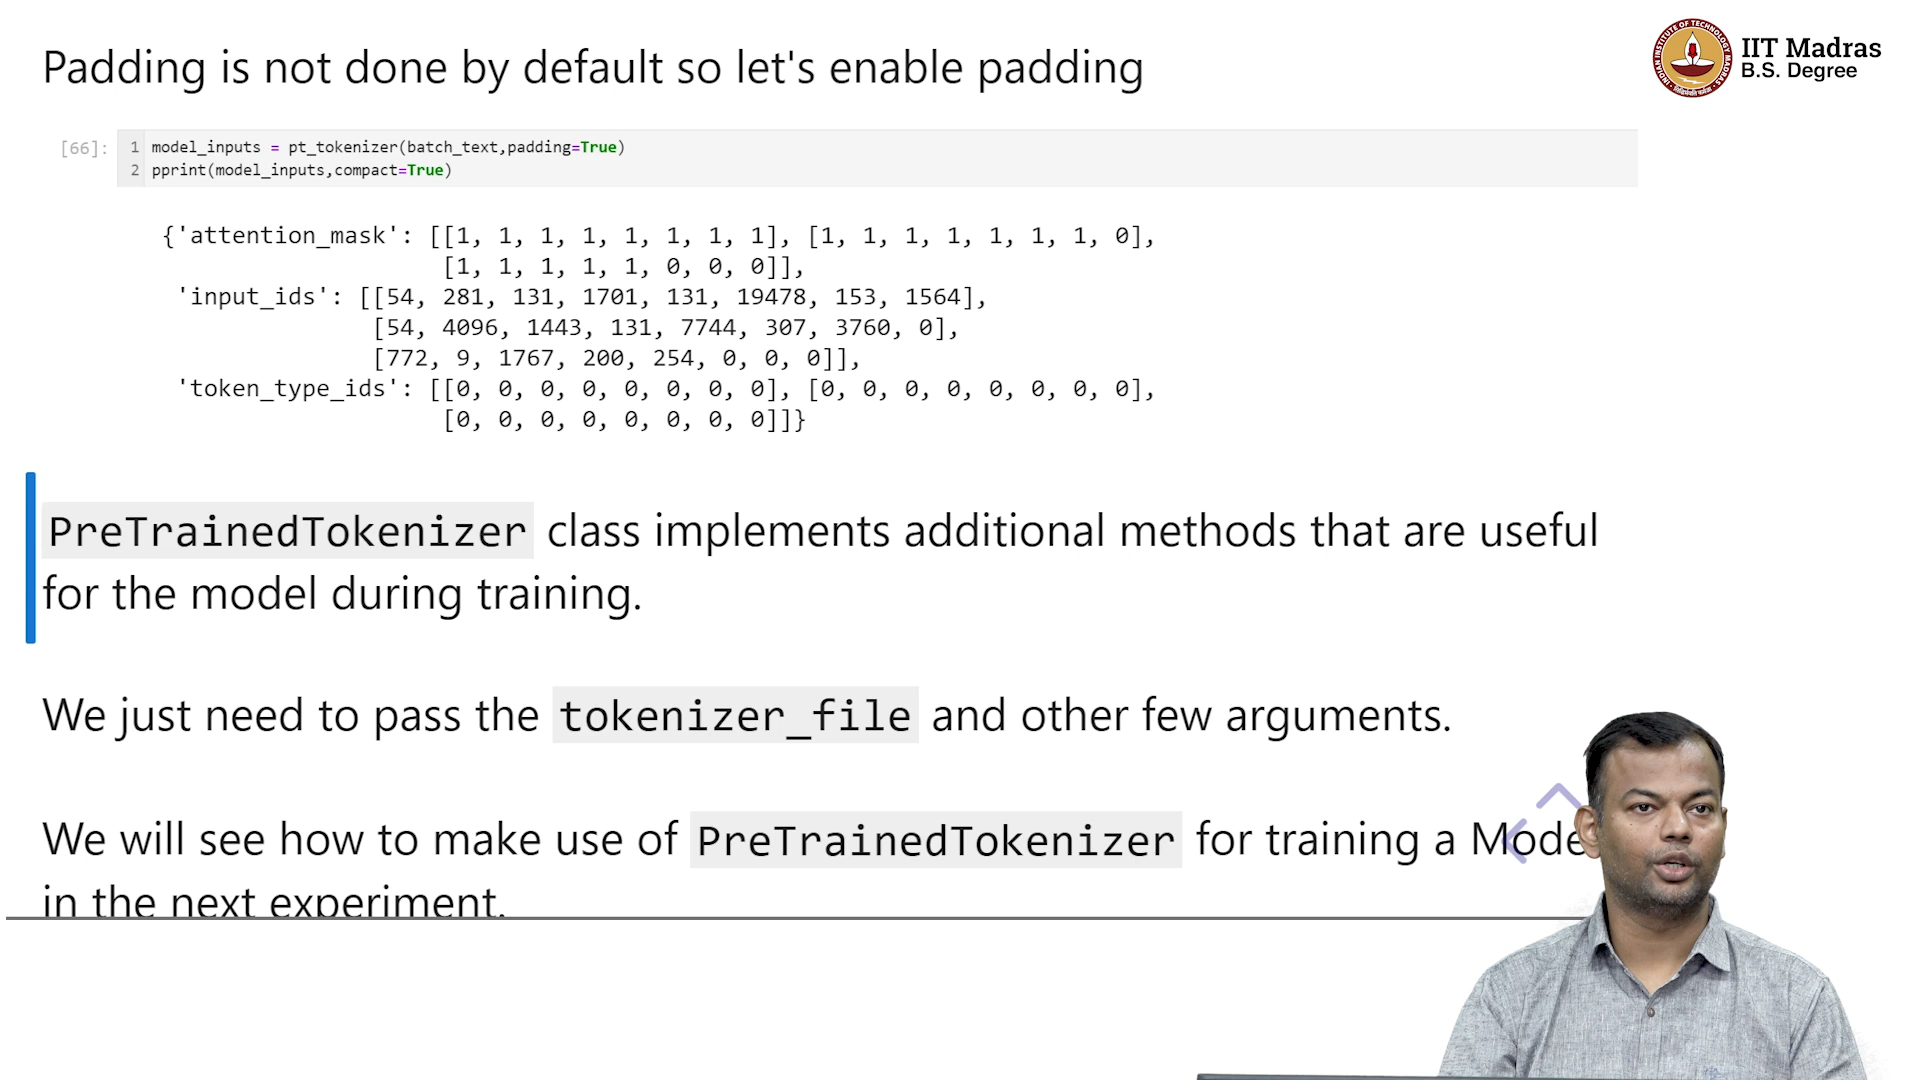 Padding is not done by default so let's enable padding
IIT Madras
B.S. Degree
[66]:
1 model_inputs = pt_tokenizer(batch_text,padding=True)
2 pprint(model_inputs,compact=True)
{'attention_mask': [[1, 1, 1, 1, 1, 1, 1, 1], [1, 1, 1, 1, 1, 1, 1, 0],
[1, 1, 1, 1, 1, 0, 0, 0]],
'input_ids': [[54, 281, 131, 1701, 131, 19478, 153, 1564],
[54, 4096, 1443, 131, 7744, 307, 3760, 0],
[772, 9, 1767, 200, 254, 0, 0, 0]],
'token_type_ids': [[0, 0, 0, 0, 0, 0, 0, 0], [0, 0, 0, 0, 0, 0, 0, 0],
[0, 0, 0, 0, 0, 0, 0, 0]]}
PreTrainedTokenizer class implements additional methods that are useful
for the model during training.
We just need to pass the tokenizer_file and other few arguments.
We will see how to make use of PreTrainedTokenizer for training a Mode
in the next experiment.